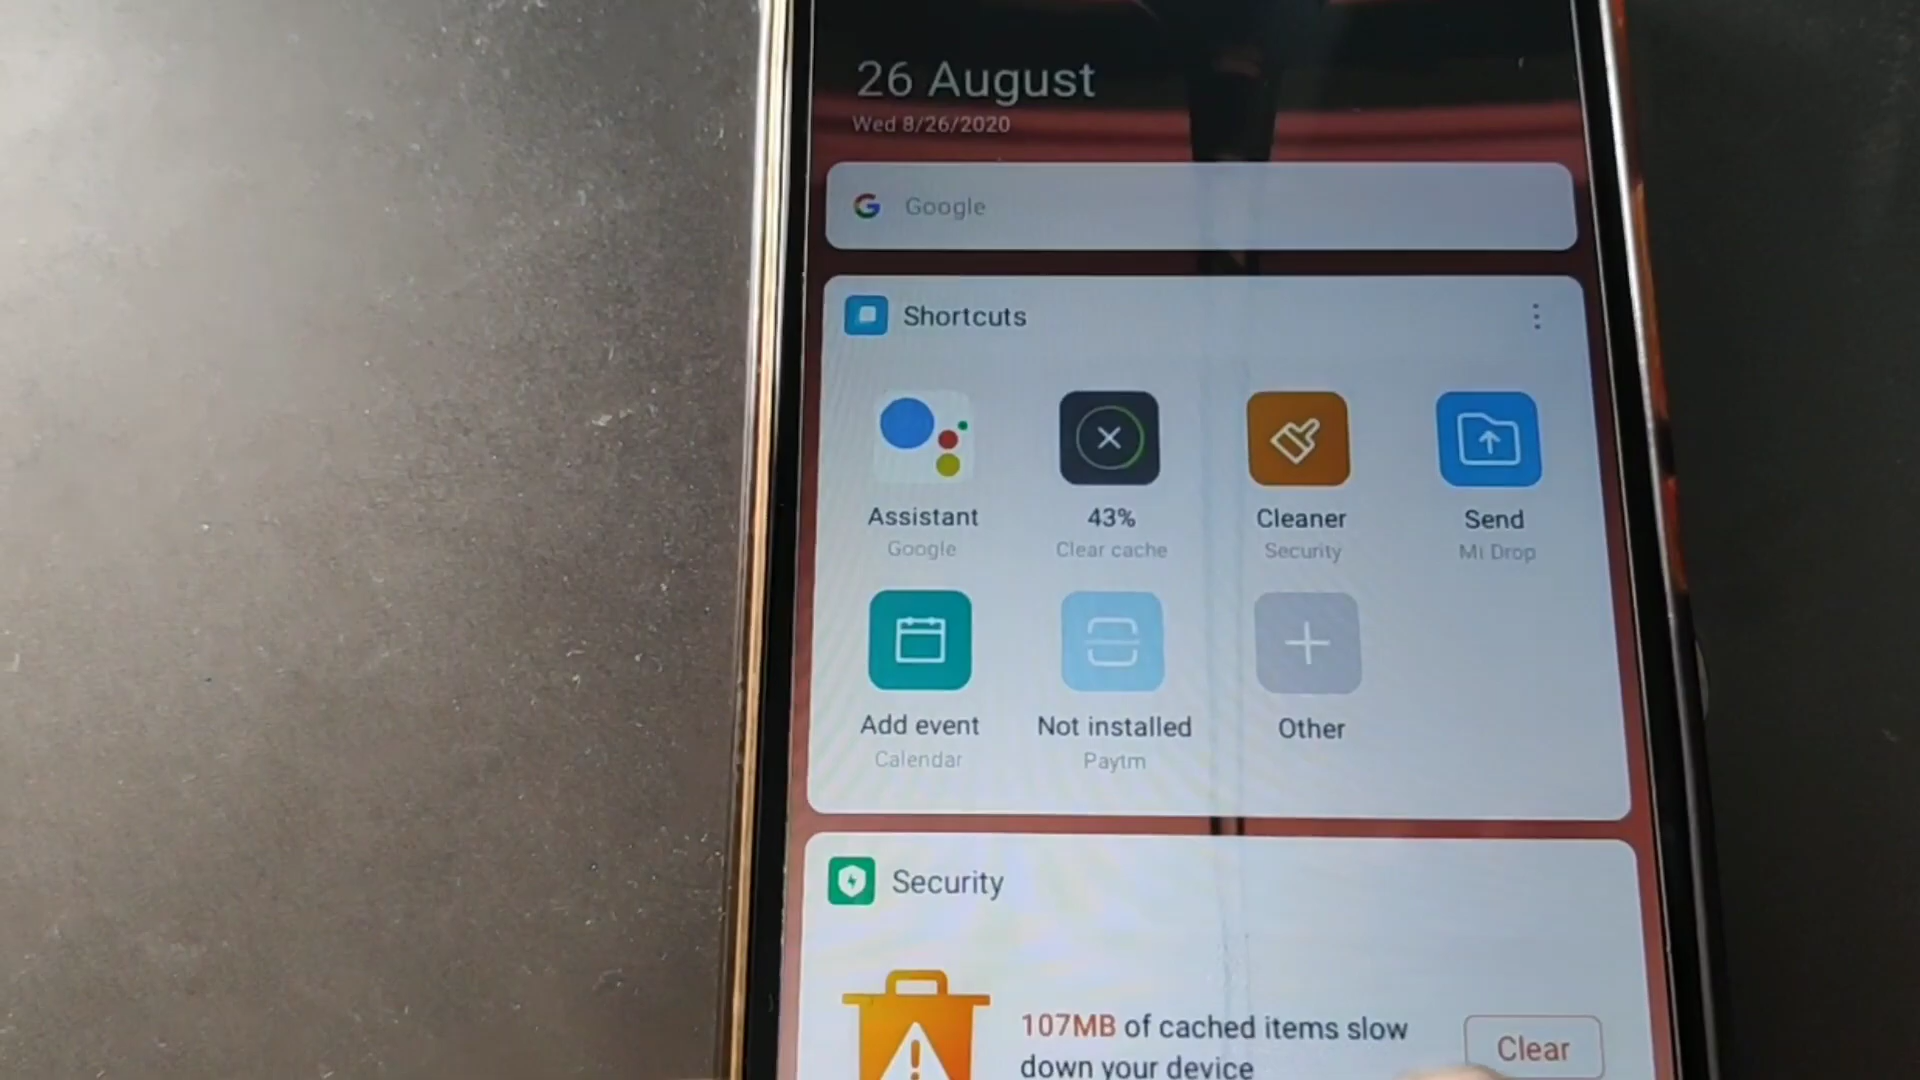 26 August
Wed 8/26/2020
Google
Shortcuts
Assistant
Google
43%
Clear cache
Cleaner
Security
Send
Mi Drop
Add event
Calendar
Not installed
Paytm
Other
Security
107MB of cached items slow
down your device
Clear